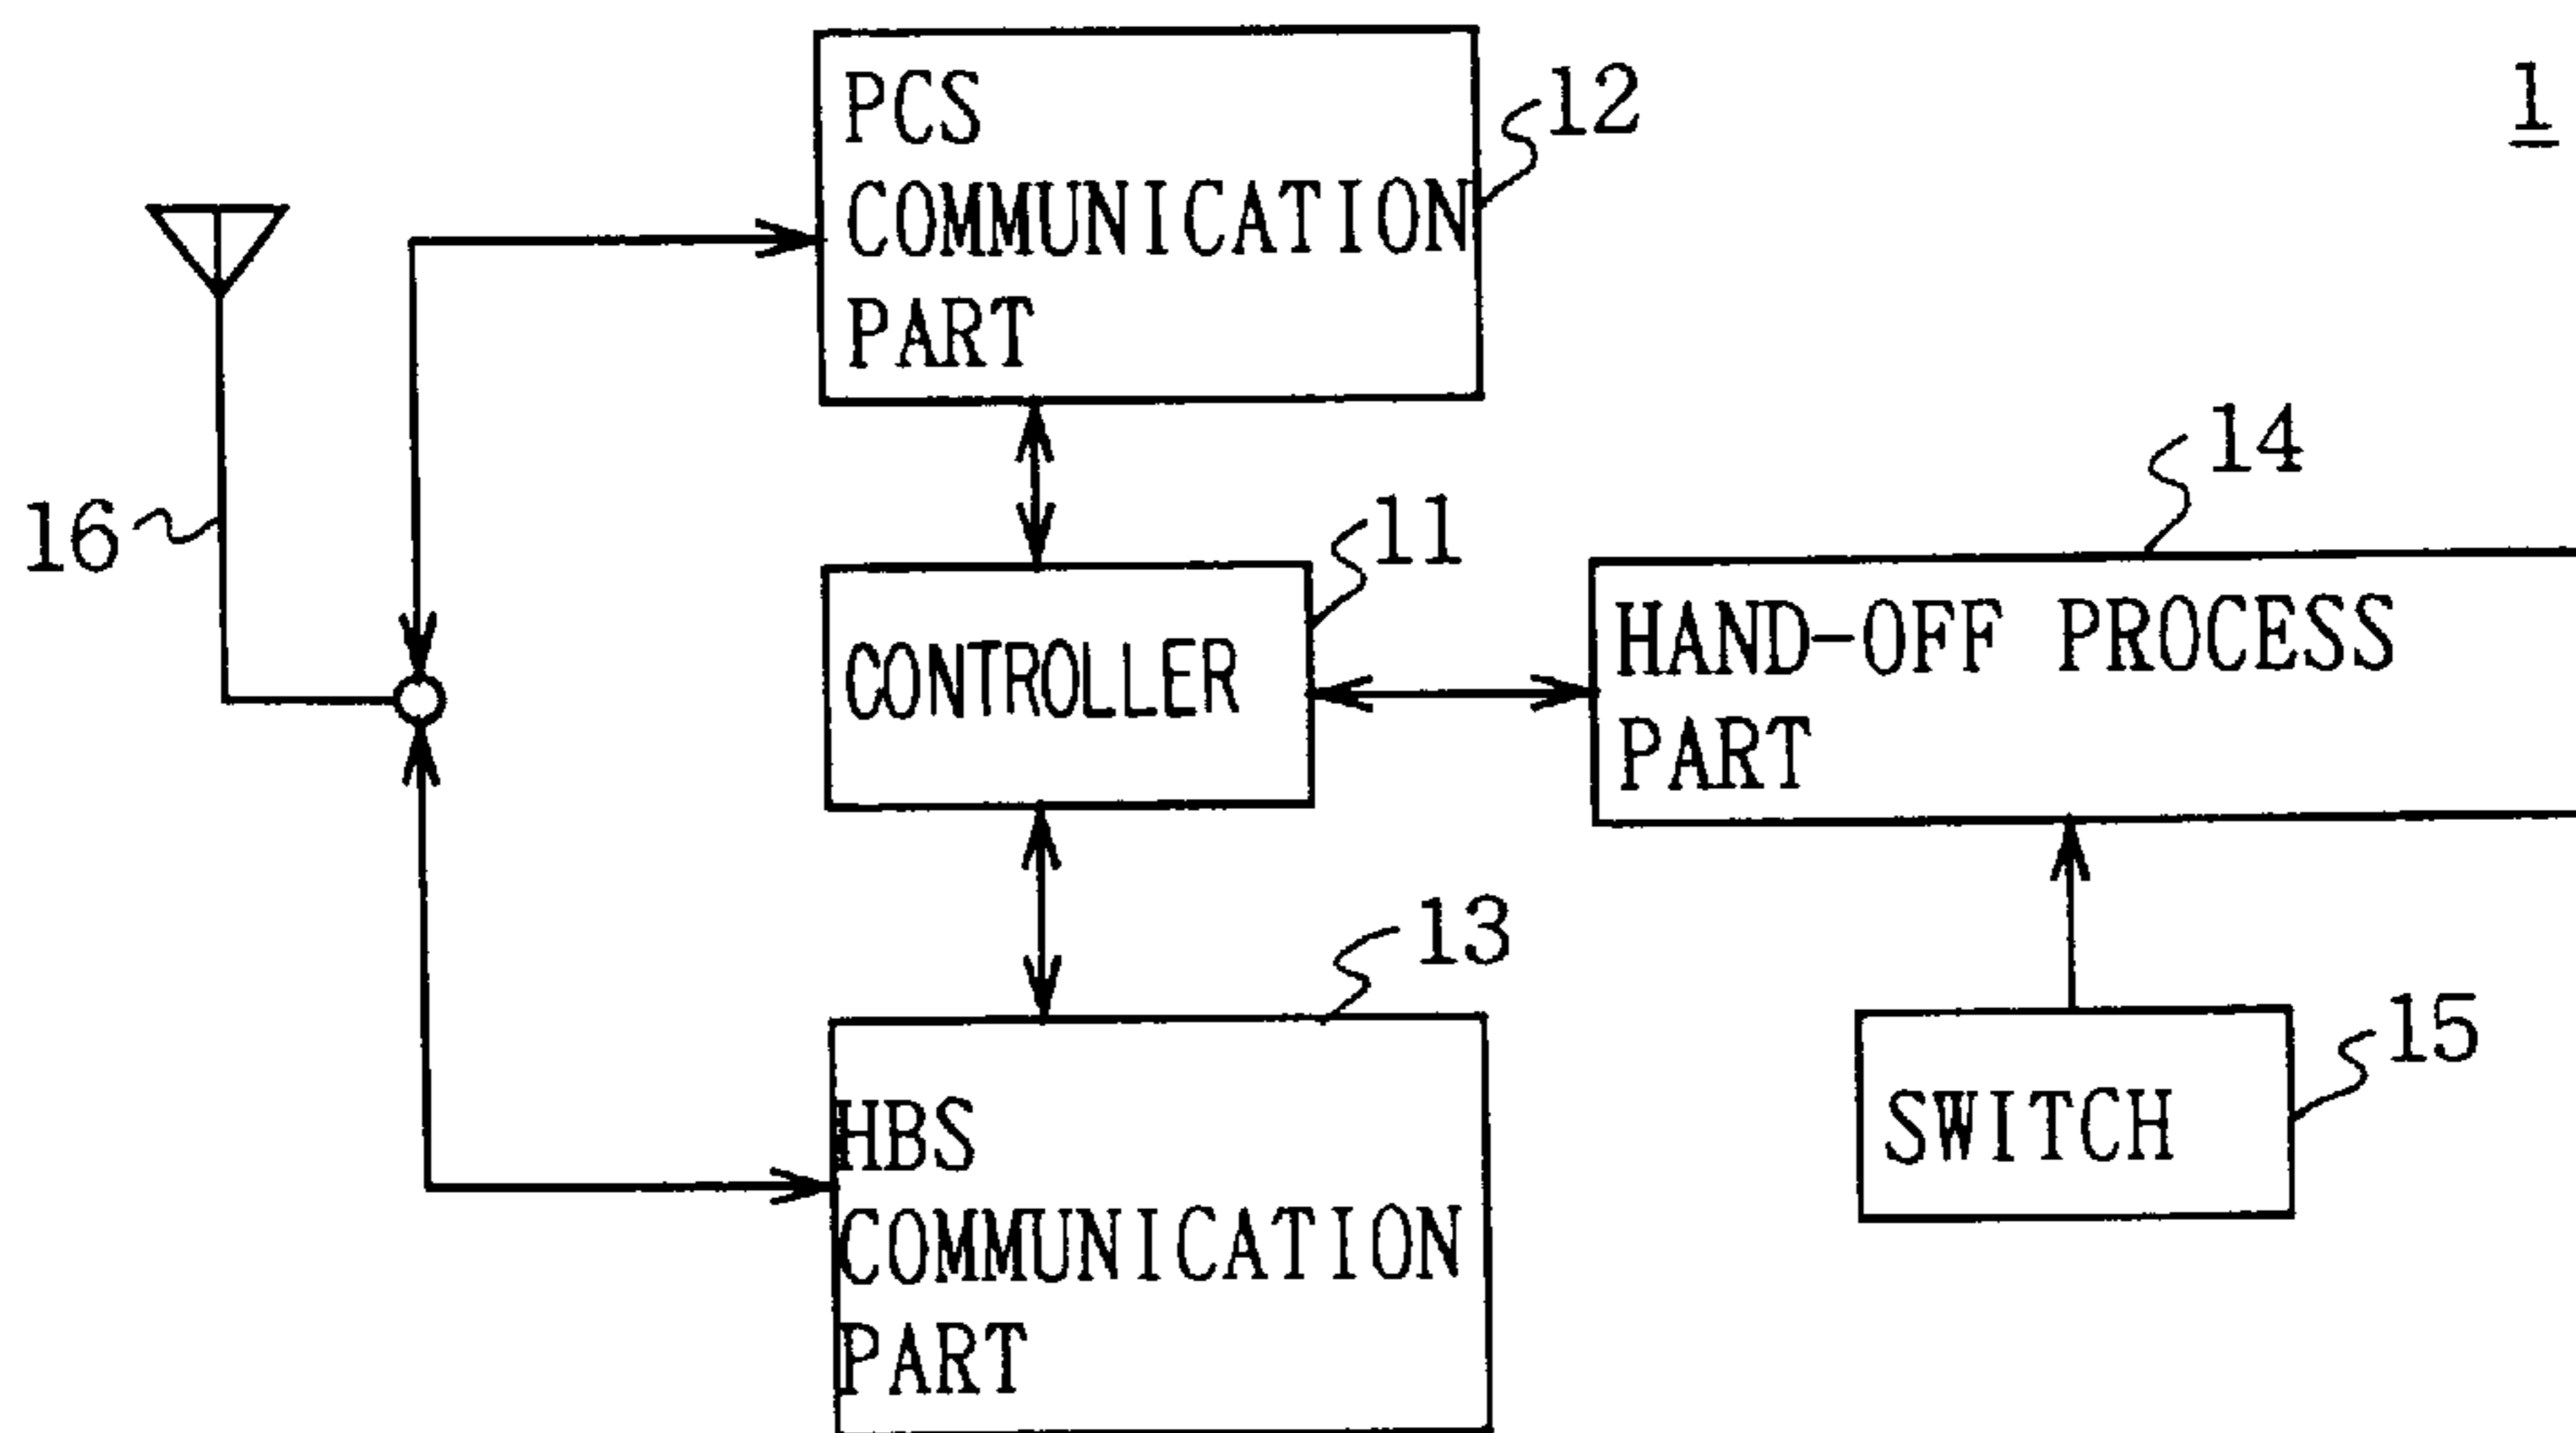 PCS
COMMUNICATION
PART
12
1
16
14
11
CONTROLLER
HAND-OFF PROCESS
PART
13
HBS
COMMUNICATION
PART
15
SWITCH